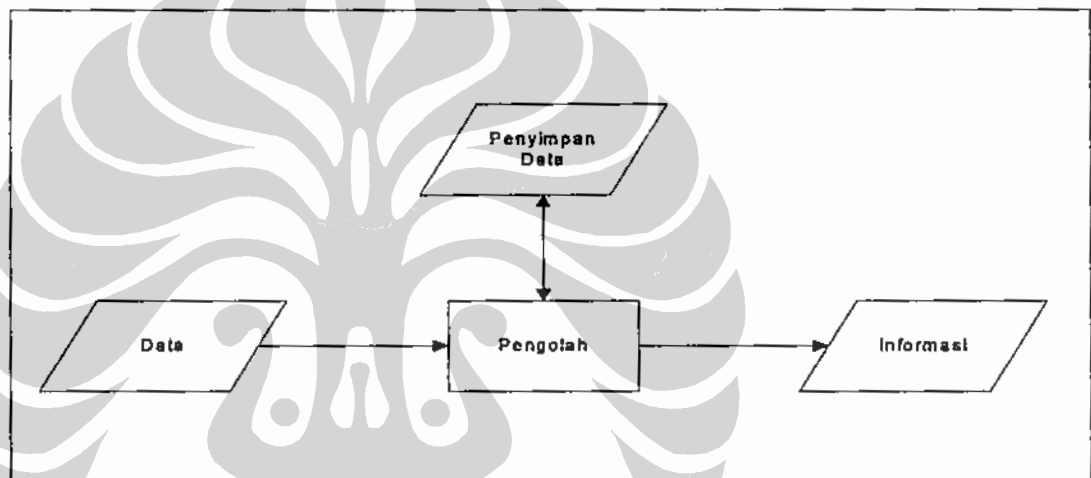 Penyimpan
Data
Data
Pengolah
Informasi